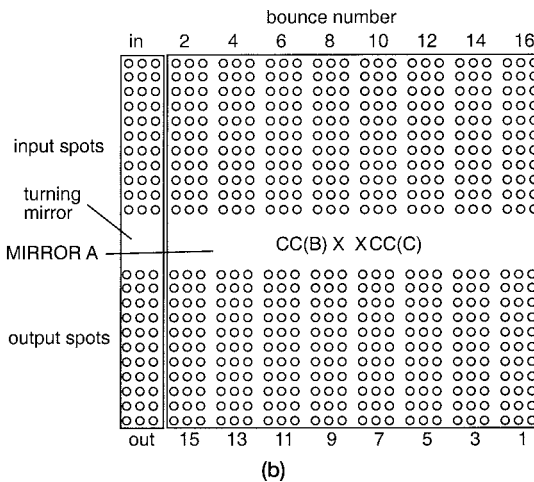 bounce number
in 2 4 6 8 10 12 14 16
input spots
turning
mirror
MIRROR A
CC(B) X X CC(C)
output spots
out 15 13 11 9 7 5 3 1
(b)